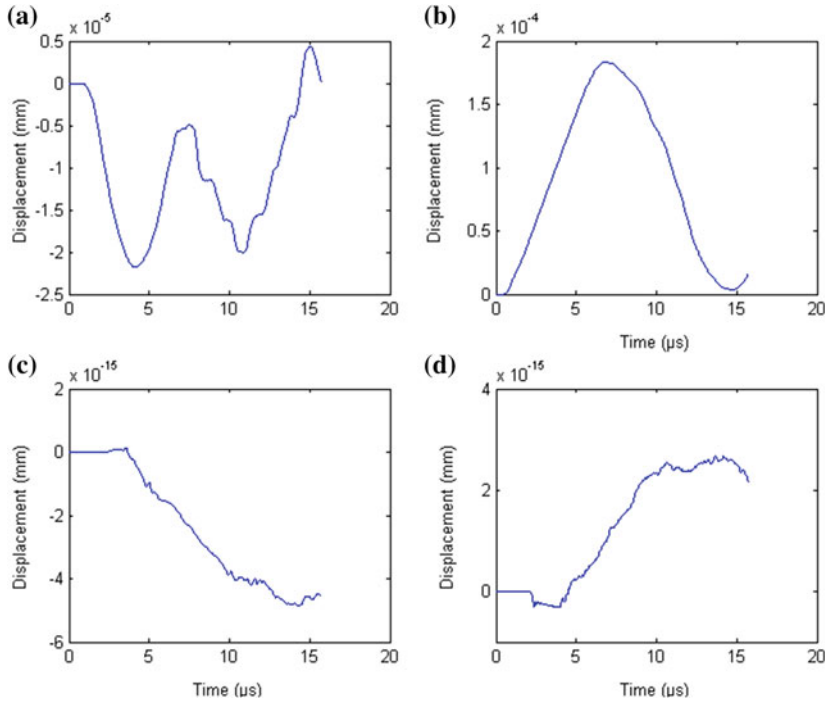 (a)
x 10-5
Displacement (mm)
0.5
0
-0.5
-1
-1.5
-2
-2.5
0 5 10 15 20
(b)
x 10-4
Displacement (mm)
2
1.5
1
0.5
0
0 5 10 15 20
Time (µs)
(c)
x 10-15
Displacement (mm)
2
0
-2
-4
-6
0 5 10 15 20
Time (µs)
(d)
x 10-15
Displacement (mm)
4
2
0
0 5 10 15 20
Time (µs)